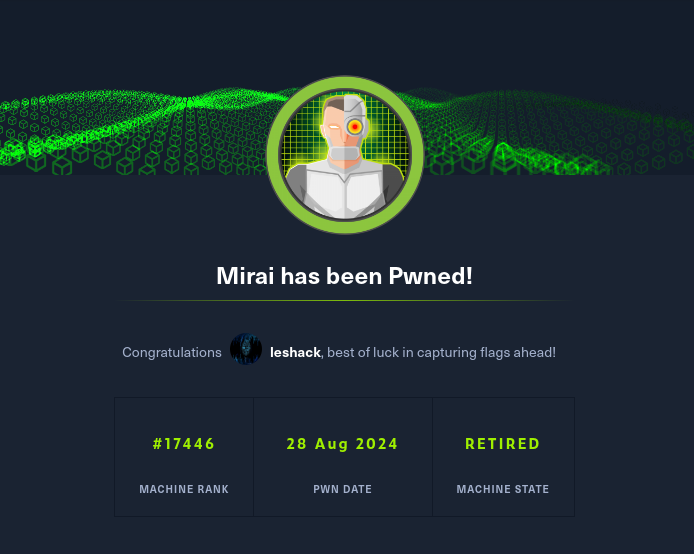 Mirai has been Pwned!
Congratulations leshack, best of luck in capturing flags ahead!
#17446 28 Aug 2024 RETIRED
MACHINE RANK PWN DATE MACHINE STATE